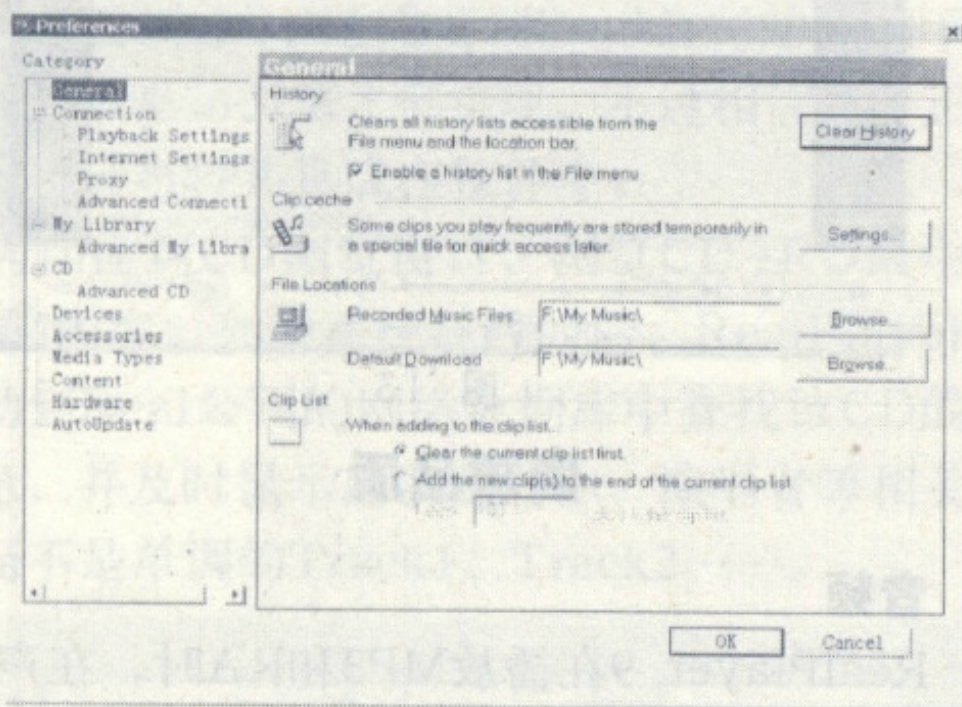 Preferences
Category
General
Connection
Playback Settings
Internet Settings
Proxy
Advanced Connecti
My Library
Advanced My Libra
CD
Advanced CD
Devices
Accessories
Media Types
Content
Hardware
AutoUpdate
General
History
Clears all history lists accessible from the
File menu and the location bar.
Clear History
Enable a history list in the File menu
Clip cache
Some clips you play frequently are stored temporarily in
a special file for quick access later.
Settings...
File Locations
Recorded Music Files
F:\My Music\
Browse...
Default Download
F:\My Music\
Browse...
Clip List
When adding to the clip list...
Clear the current clip list first
Add the new clip(s) to the end of the current clip list
OK
Cancel